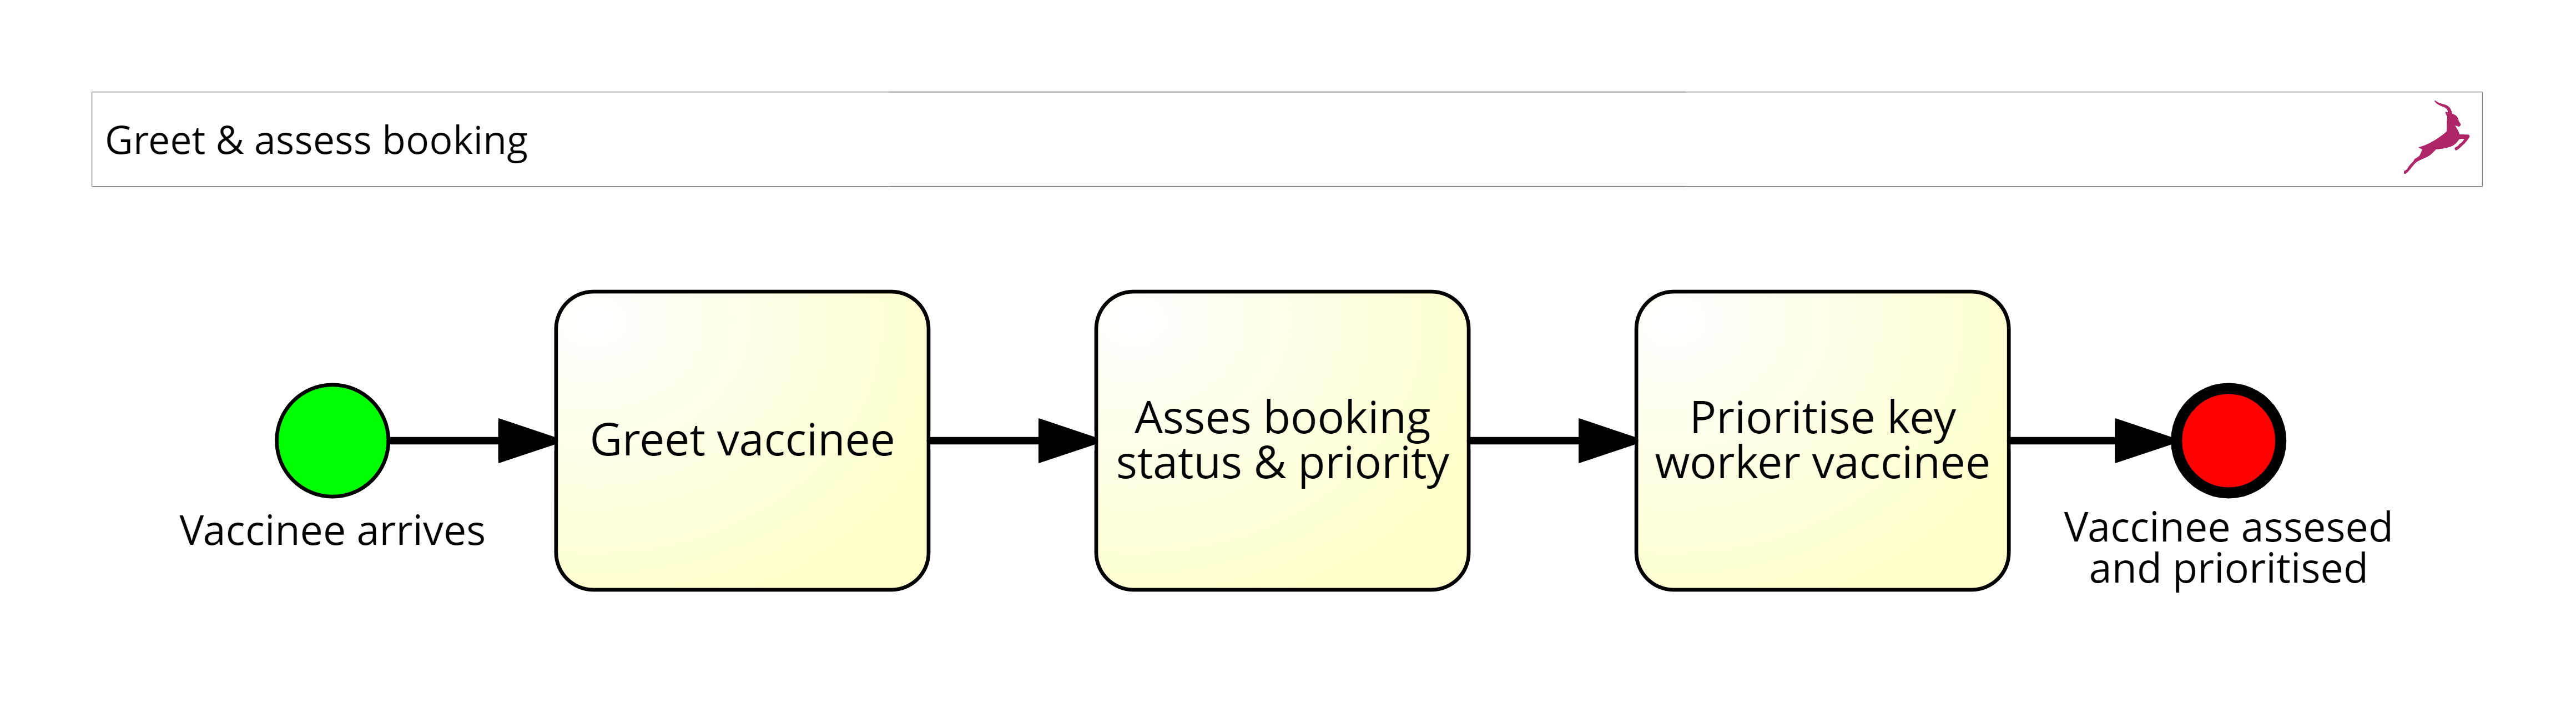 Greet & assess booking
Vaccinee arrives
Greet vaccinee
Asses booking
status & priority
Prioritise key
worker vaccinee
Vaccinee assesed
and prioritised